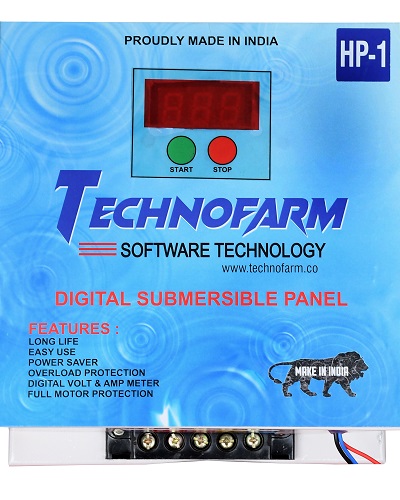 PROUDLY MADE IN INDIA
HP-1
888
START STOP
TECHNOFARM
SOFTWARE TECHNOLOGY
www.technofarm.co
DIGITAL SUBMERSIBLE PANEL
FEATURES :
LONG LIFE
EASY USE
POWER SAVER
OVERLOAD PROTECTION
DIGITAL VOLT & AMP METER
FULL MOTOR PROTECTION
MAKE IN INDIA